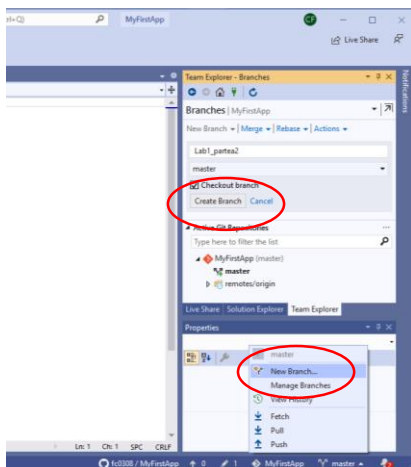 MyFirstApp
CF
Live Share
Notifications
Team Explorer - Branches
Branches | MyFirstApp
New Branch | Merge | Rebase | Actions
Lab1_partea2
master
Checkout branch
Create Branch Cancel
Active Git Repositories
Type here to filter the list
MyFirstApp (master)
master
remotes/origin
Live Share Solution Explorer Team Explorer
Properties
master
New Branch...
Manage Branches
View History
Fetch
Pull
Push
Ln: 1 Ch: 1 SPC CRLF
fc0308 / MyFirstApp 0 1 MyFirstApp master